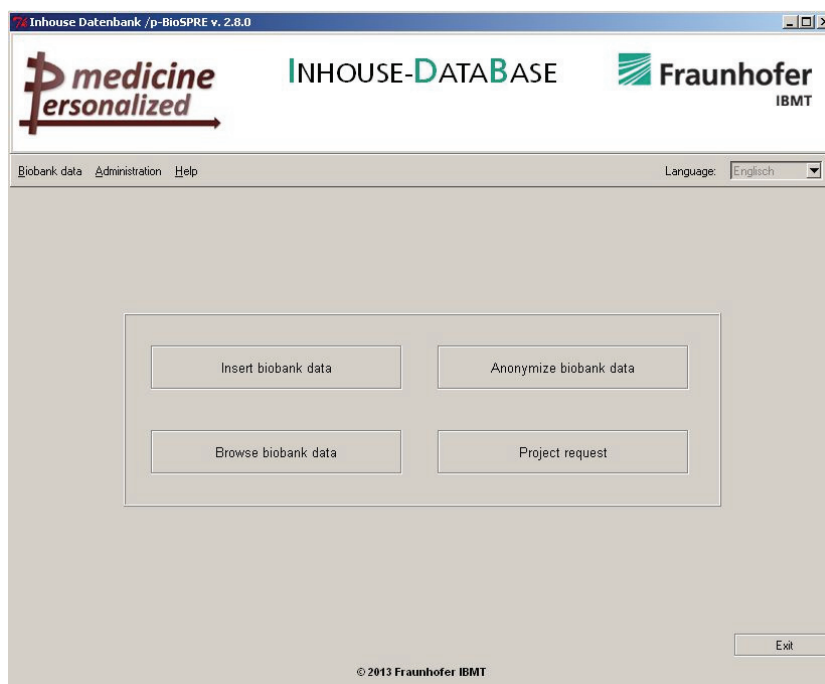 Inhouse Datenbank /p-BioSPRE v. 2.8.0
p medicine
personalized
INHOUSE-DATABASE
Fraunhofer
IBMT
Biobank data Administration Help Language: Englisch
Insert biobank data Anonymize biobank data
Browse biobank data Project request
Exit
© 2013 Fraunhofer IBMT